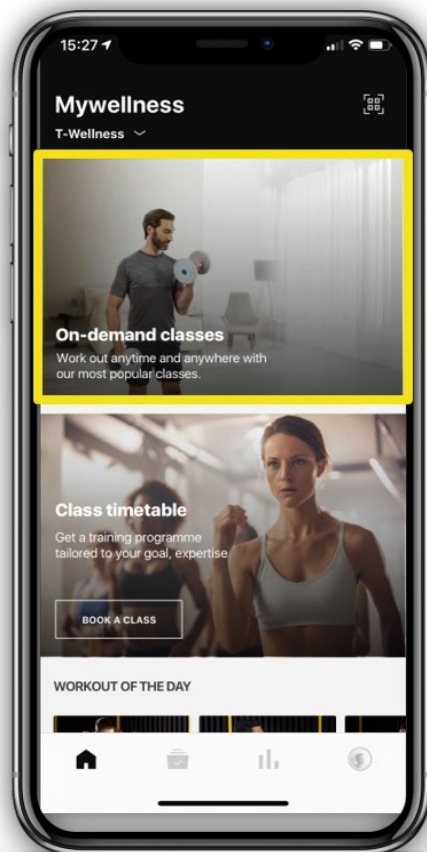 15:27
Mywellness
T-Wellness
On-demand classes
Work out anytime and anywhere with
our most popular classes.
Class timetable
Get a training programme
tailored to your goal, expertise
BOOK A CLASS
WORKOUT OF THE DAY